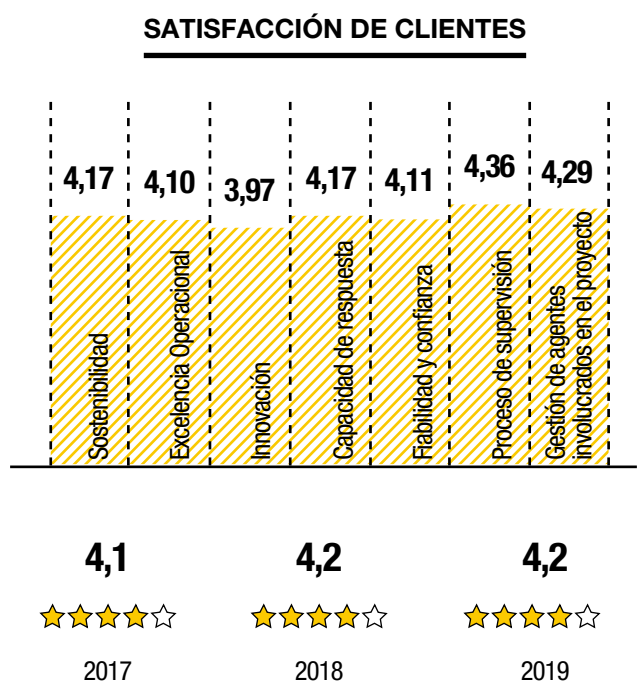 SATISFACCIÓN DE CLIENTES
4,17
4,10
3,97
4,17
4,11
4,36
4,29
Sostenibilidad
Excelencia Operacional
Innovación
Capacidad de respuesta
Fiabilidad y confianza
Proceso de supervisión
Gestión de agentes
involucrados en el proyecto
4,1
4,2
4,2
2017
2018
2019